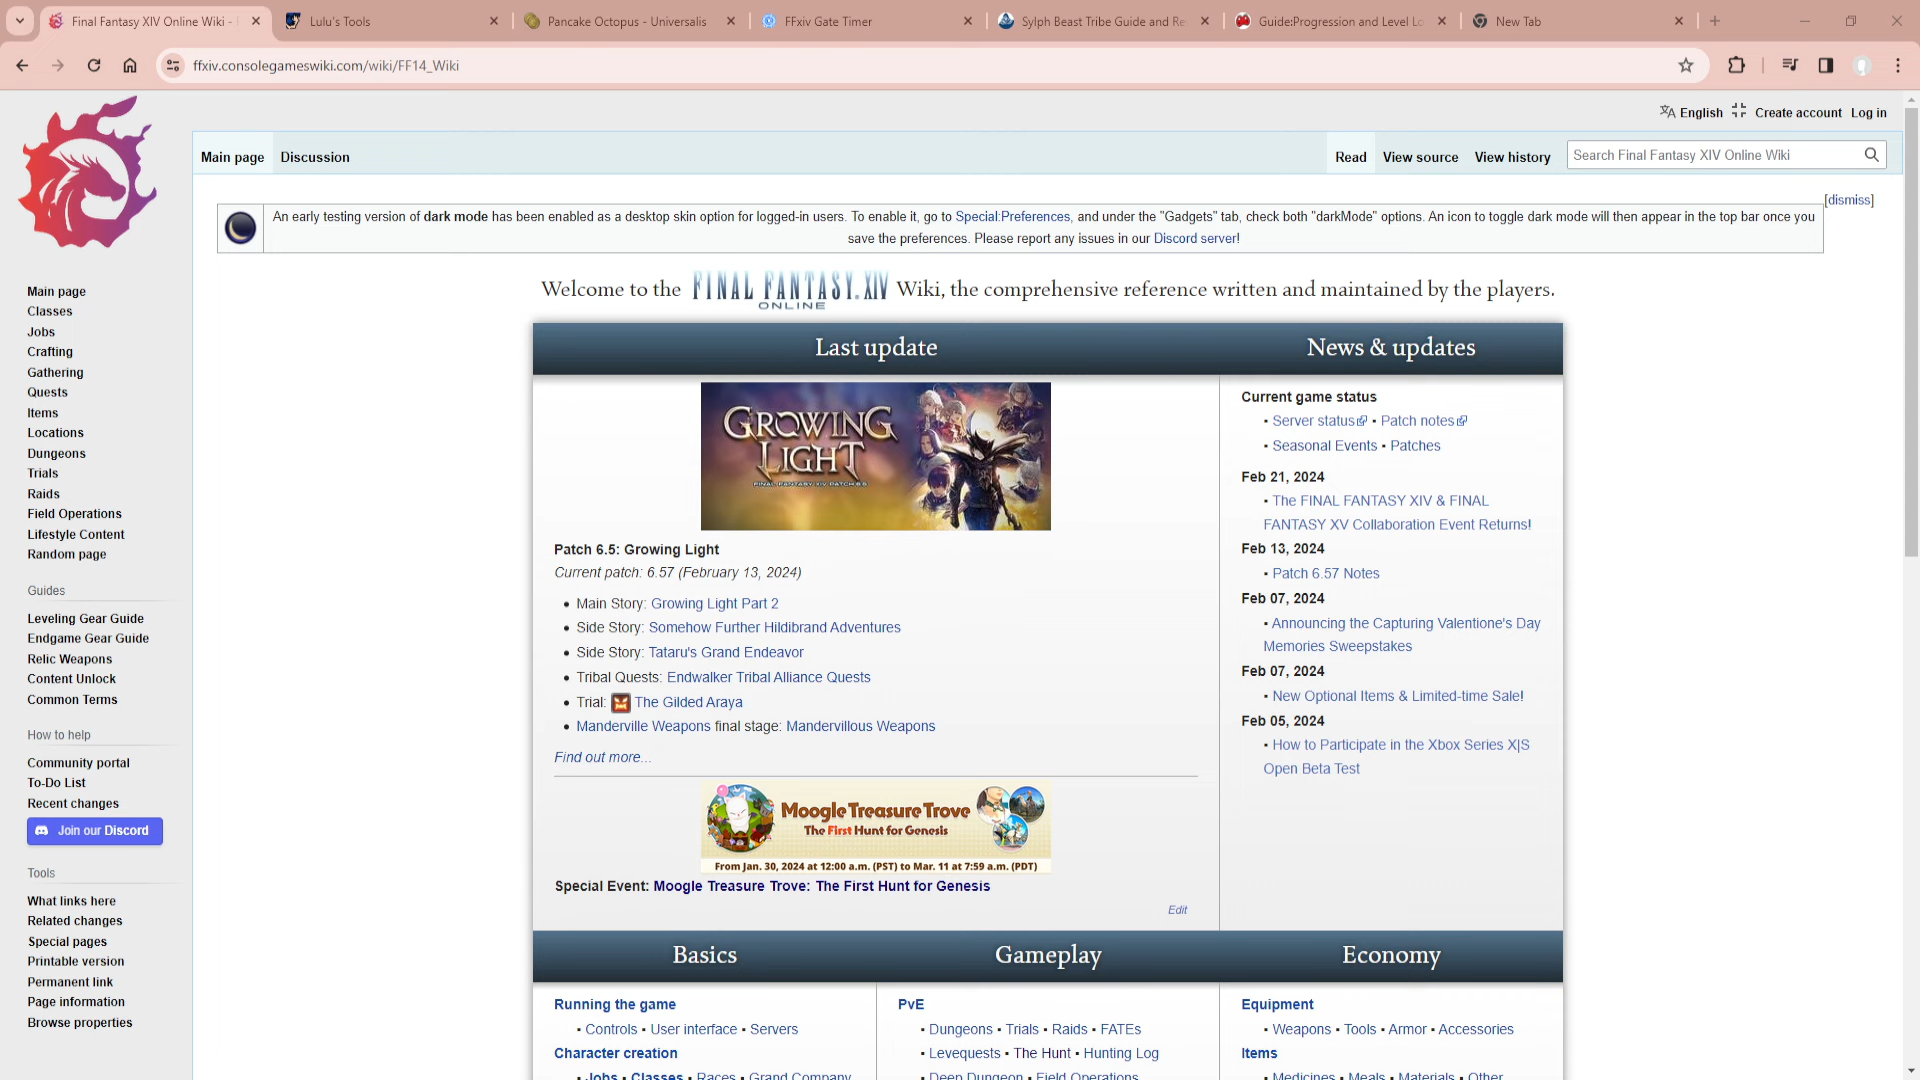 Final Fantasy XIV Online Wiki -
Lulu's Tools
Pancake Octopus - Universalis
FFxiv Gate Timer
Sylph Beast Tribe Guide and Re
Guide:Progression and Level Lo
New Tab
ffxiv.consolegameswiki.com/wiki/FF14_Wiki
English Create account Log in
Main page Discussion
Read View source View history Search Final Fantasy XIV Online Wiki
[dismiss]
An early testing version of dark mode has been enabled as a desktop skin option for logged-in users. To enable it, go to Special:Preferences, and under the "Gadgets" tab, check both "darkMode" options. An icon to toggle dark mode will then appear in the top bar once you
save the preferences. Please report any issues in our Discord server!
Main page
Classes
Jobs
Crafting
Gathering
Quests
Items
Locations
Dungeons
Trials
Raids
Field Operations
Lifestyle Content
Random page
Guides
Leveling Gear Guide
Endgame Gear Guide
Relic Weapons
Content Unlock
Common Terms
How to help
Community portal
To-Do List
Recent changes
Join our Discord
Tools
What links here
Related changes
Special pages
Printable version
Permanent link
Page information
Browse properties
Welcome to the FINAL FANTASY.XIV ONLINE Wiki, the comprehensive reference written and maintained by the players.
Last update
GROWING
LIGHT
FINAL FANTASY XIV PATCH 6.5
Patch 6.5: Growing Light
Current patch: 6.57 (February 13, 2024)
• Main Story: Growing Light Part 2
• Side Story: Somehow Further Hildibrand Adventures
• Side Story: Tataru's Grand Endeavor
• Tribal Quests: Endwalker Tribal Alliance Quests
• Trial: The Gilded Araya
• Manderville Weapons final stage: Mandervillous Weapons
Find out more...
Moogle Treasure Trove
The First Hunt for Genesis
From Jan. 30, 2024 at 12:00 a.m. (PST) to Mar. 11 at 7:59 a.m. (PDT)
Special Event: Moogle Treasure Trove: The First Hunt for Genesis
Edit
News & updates
Current game status
▪ Server status ▪ Patch notes
▪ Seasonal Events ▪ Patches
Feb 21, 2024
▪ The FINAL FANTASY XIV & FINAL
FANTASY XV Collaboration Event Returns!
Feb 13, 2024
▪ Patch 6.57 Notes
Feb 07, 2024
▪ Announcing the Capturing Valentione's Day
Memories Sweepstakes
Feb 07, 2024
▪ New Optional Items & Limited-time Sale!
Feb 05, 2024
▪ How to Participate in the Xbox Series X|S
Open Beta Test
Basics
Running the game
▪ Controls ▪ User interface ▪ Servers
Character creation
▪ Jobs ▪ Classes ▪ Races ▪ Grand Company
Gameplay
PvE
▪ Dungeons ▪ Trials ▪ Raids ▪ FATEs
▪ Levequests ▪ The Hunt ▪ Hunting Log
▪ Deep Dungeon ▪ Field Operations
Economy
Equipment
▪ Weapons ▪ Tools ▪ Armor ▪ Accessories
Items
▪ Medicines ▪ Meals ▪ Materials ▪ Other